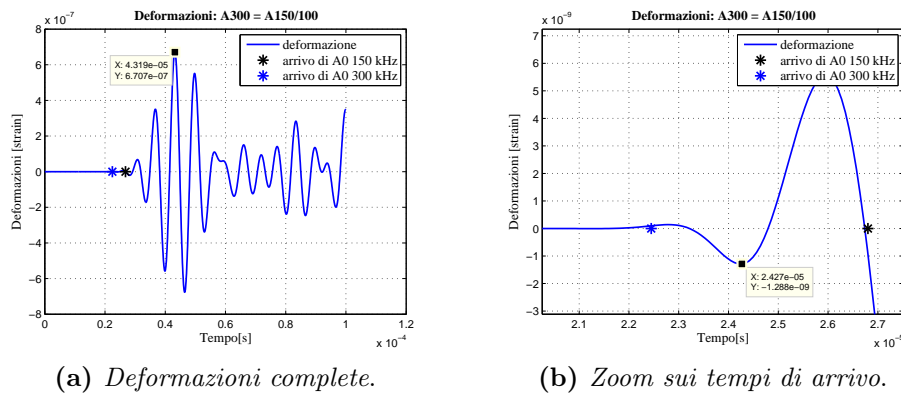 Deformazioni: A300 = A150/100
x 10⁻⁷
8
6
4
2
0
−2
−4
−6
−8
Deformazioni [strain]
X: 4.319e−05
Y: 6.707e−07
deformazione
arrivo di A0 150 kHz
arrivo di A0 300 kHz
0 0.2 0.4 0.6 0.8 1 1.2
Tempo[s]
x 10⁻⁴
(a) Deformazioni complete.
Deformazioni: A300 = A150/100
x 10⁻⁹
7
6
5
4
3
2
1
0
−1
−2
−3
Deformazioni [strain]
deformazione
arrivo di A0 150 kHz
arrivo di A0 300 kHz
X: 2.427e−05
Y: −1.288e−09
2.1 2.2 2.3 2.4 2.5 2.6 2.7
Tempo[s]
(b) Zoom sui tempi di arrivo.